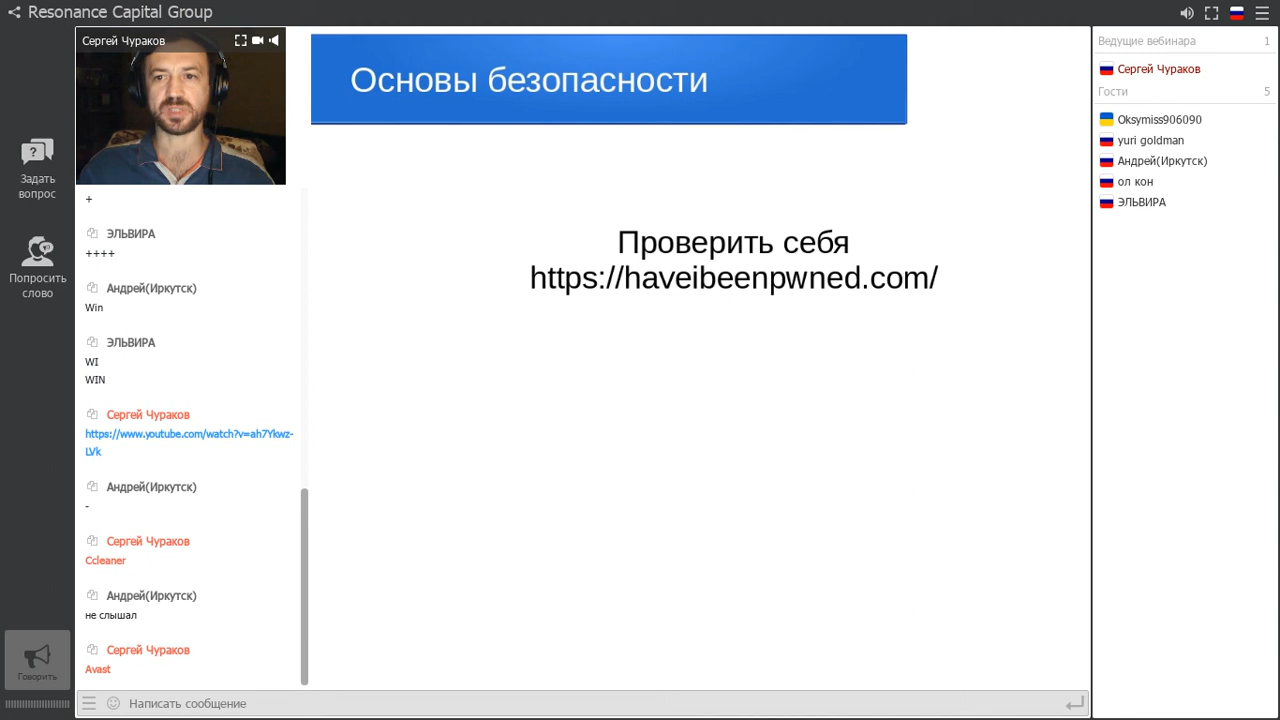 Resonance Capital Group
Сергей Чураков
Основы безопасности
Проверить себя
https://haveibeenpwned.com/
Задать
вопрос
Попросить
слово
Говорить
+
ЭЛЬВИРА
++++
Андрей(Иркутск)
Win
ЭЛЬВИРА
WI
WIN
Сергей Чураков
https://www.youtube.com/watch?v=ah7Ykwz-
LVk
Андрей(Иркутск)
-
Сергей Чураков
Ccleaner
Андрей(Иркутск)
не слышал
Сергей Чураков
Avast
Написать сообщение
Ведущие вебинара 1
Сергей Чураков
Гости 5
Oksymiss906090
yuri goldman
Андрей(Иркутск)
ол кон
ЭЛЬВИРА